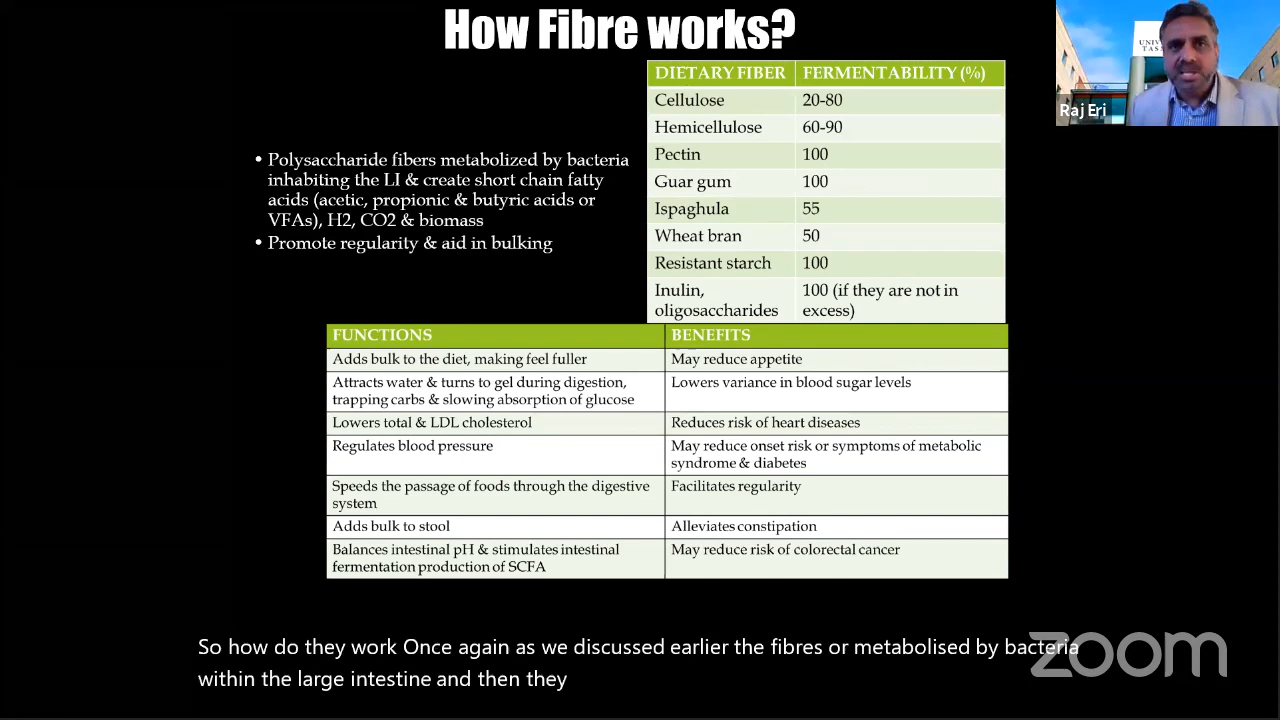 How Fibre works?
UNIV
TAS
Raj Eri
• Polysaccharide fibers metabolized by bacteria
inhabiting the LI & create short chain fatty
acids (acetic, propionic & butyric acids or
VFAs), H2, CO2 & biomass
• Promote regularity & aid in bulking
DIETARY FIBER FERMENTABILITY (%)
Cellulose 20-80
Hemicellulose 60-90
Pectin 100
Guar gum 100
Ispaghula 55
Wheat bran 50
Resistant starch 100
Inulin, 100 (if they are not in
oligosaccharides excess)
FUNCTIONS BENEFITS
Adds bulk to the diet, making feel fuller May reduce appetite
Attracts water & turns to gel during digestion, Lowers variance in blood sugar levels
trapping carbs & slowing absorption of glucose
Lowers total & LDL cholesterol Reduces risk of heart diseases
Regulates blood pressure May reduce onset risk or symptoms of metabolic
syndrome & diabetes
Speeds the passage of foods through the digestive Facilitates regularity
system
Adds bulk to stool Alleviates constipation
Balances intestinal pH & stimulates intestinal May reduce risk of colorectal cancer
fermentation production of SCFA
So how do they work Once again as we discussed earlier the fibres or metabolised by bacteria
within the large intestine and then they
zoom